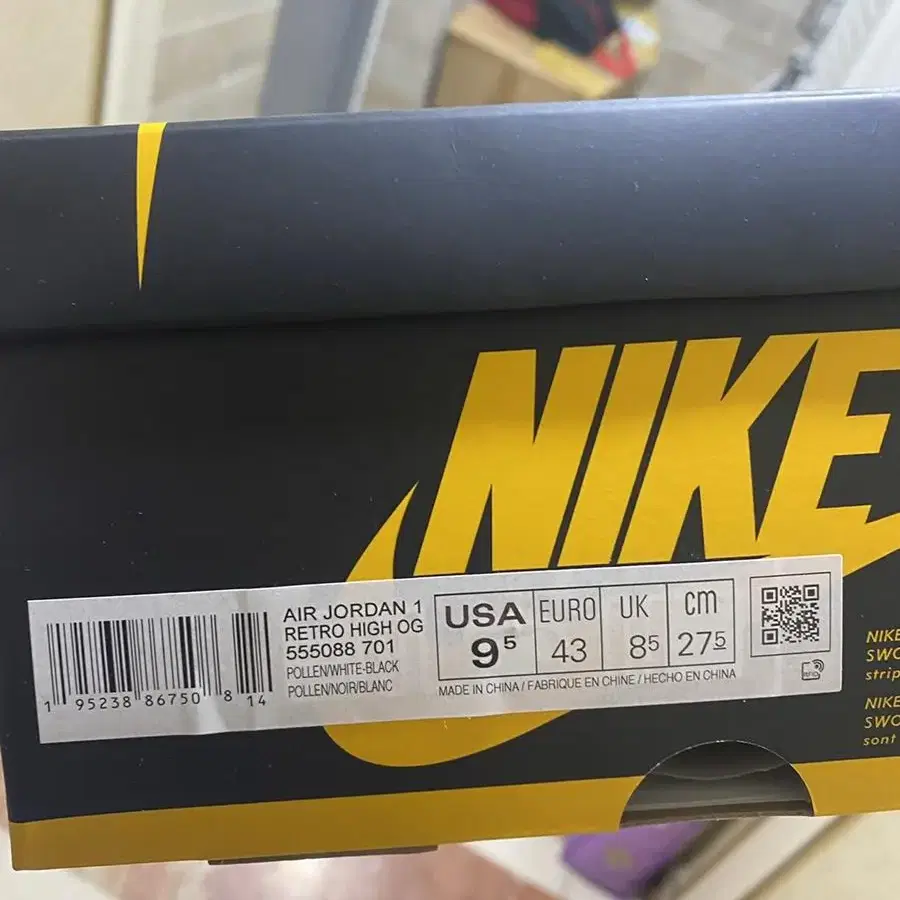 NIKE
AIR JORDAN 1
RETRO HIGH OG
555088 701
POLLEN/WHITE-BLACK
POLLEN/NOIR/BLANC
USA EURO UK cm
9⁵ 43 8⁵ 27⁵
MADE IN CHINA / FABRIQUE EN CHINE / HECHO EN CHINA
1 95238 86750 8 14
RFID
NIKE
SWO
strip
NIKE
SWO
sont